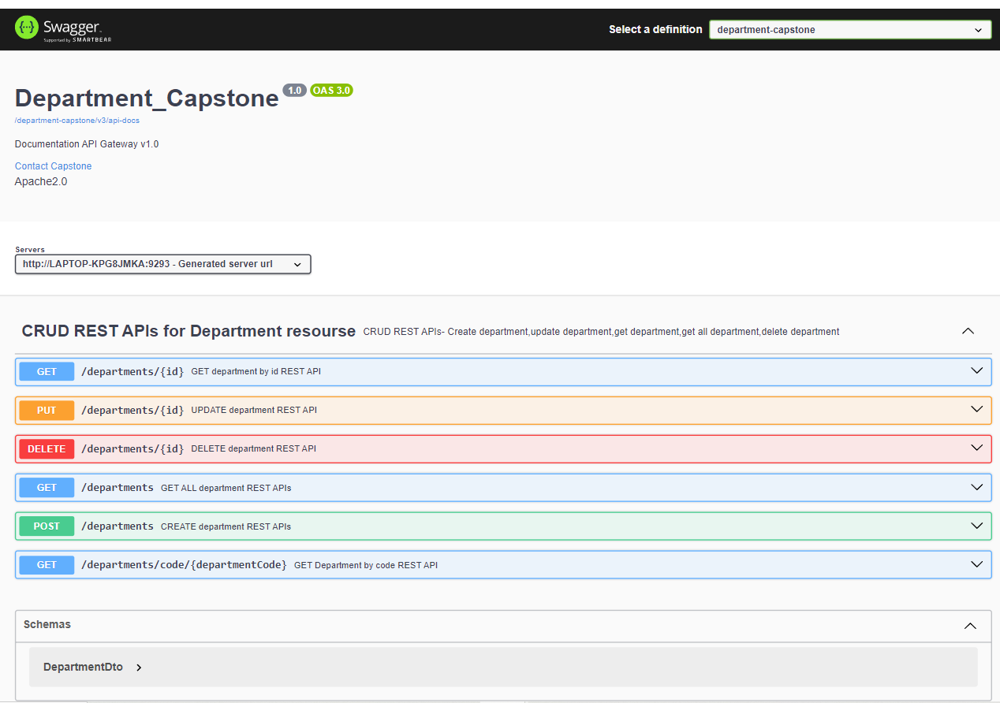 Swagger
Supported by SMARTBEAR
Select a definition
department-capstone
Department_Capstone 1.0 OAS 3.0
/department-capstone/v3/api-docs
Documentation API Gateway v1.0
Contact Capstone
Apache2.0
Servers
http://LAPTOP-KPG8JMKA:9293 - Generated server url
CRUD REST APIs for Department resourse CRUD REST APIs- Create department,update department,get department,get all department,delete department
GET /departments/{id} GET department by id REST API
PUT /departments/{id} UPDATE department REST API
DELETE /departments/{id} DELETE department REST API
GET /departments GET ALL department REST APIs
POST /departments CREATE department REST APIs
GET /departments/code/{departmentCode} GET Department by code REST API
Schemas
DepartmentDto